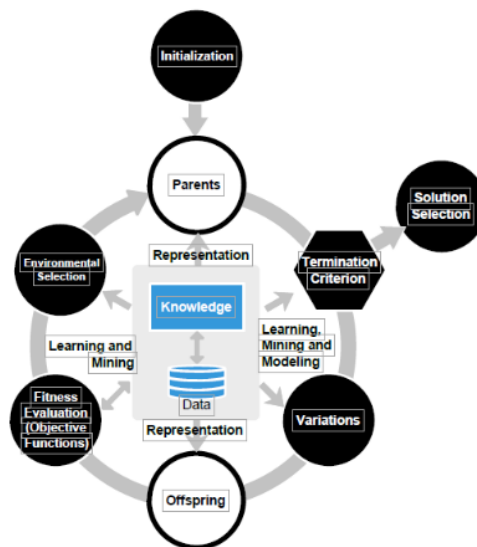 Initialization
Parents
Solution
Selection
Environmental
Selection
Representation
Termination
Criterion
Knowledge
Learning and
Mining
Learning,
Mining and
Modeling
Data
Fitness
Evaluation
(Objective
Functions)
Representation
Variations
Offspring